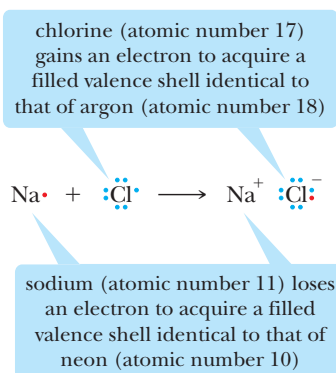 chlorine (atomic number 17)
gains an electron to acquire a
filled valence shell identical to
that of argon (atomic number 18)
Na· + :Cl· ⟶ Na⁺ :Cl:⁻
sodium (atomic number 11) loses
an electron to acquire a filled
valence shell identical to that of
neon (atomic number 10)